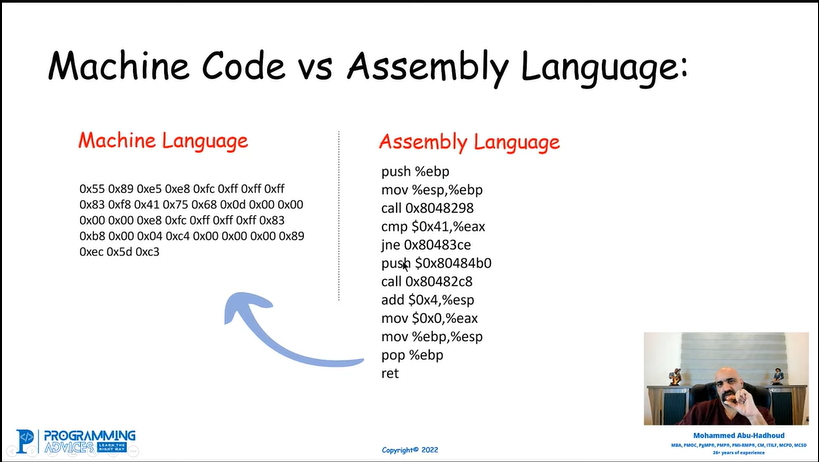 Machine Code vs Assembly Language:
Machine Language
0x55 0x89 0xe5 0xe8 0xfc 0xff 0xff 0xff
0x83 0xf8 0x41 0x75 0x68 0x0d 0x00 0x00
0x00 0x00 0xe8 0xfc 0xff 0xff 0xff 0x83
0xb8 0x00 0x04 0xc4 0x00 0x00 0x00 0x89
0xec 0x5d 0xc3
Assembly Language
push %ebp
mov %esp,%ebp
call 0x8048298
cmp $0x41,%eax
jne 0x80483ce
push $0x80484b0
call 0x80482c8
add $0x4,%esp
mov $0x0,%eax
mov %ebp,%esp
pop %ebp
ret
PROGRAMMING
ADVICES LEARN THE
RIGHT WAY
Copyright© 2022
Mohammed Abu-Hadhoud
MBA, PMOC, PgMP®, PMP®, PMI-RMP®, CM, ITILF, MCPD, MCSD
26+ years of experience